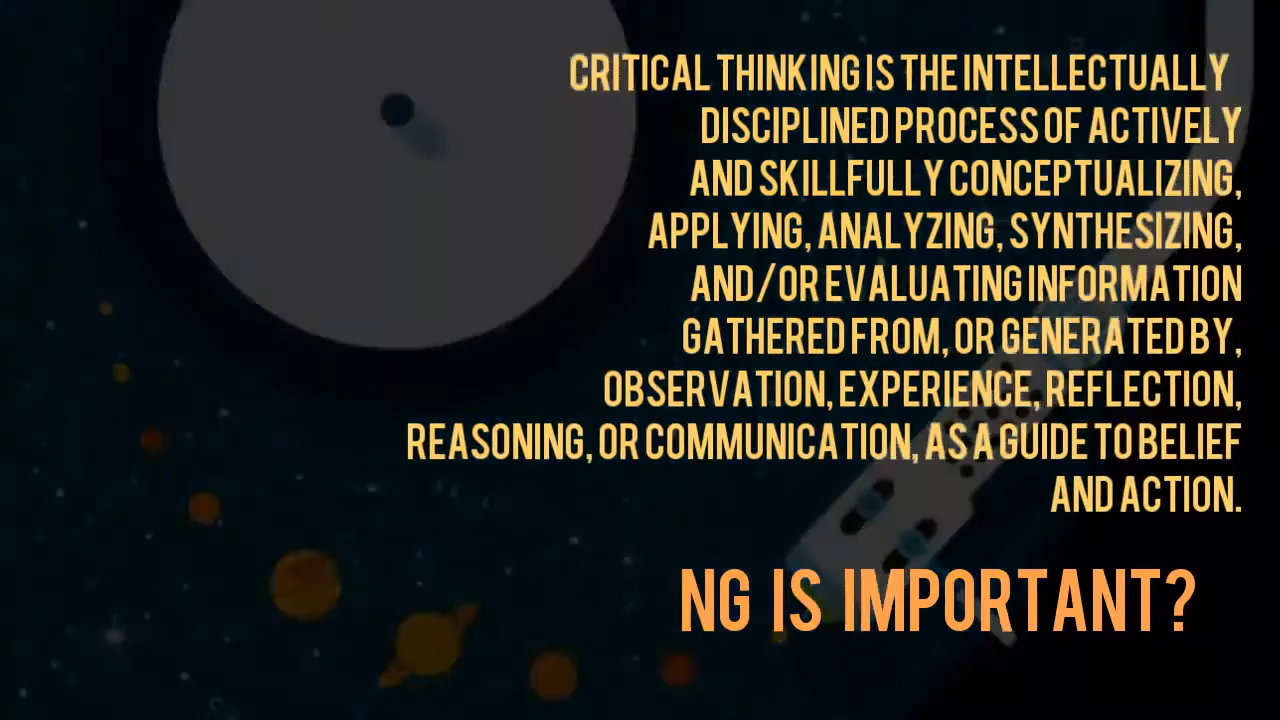 CRITICAL THINKING IS THE INTELLECTUALLY
DISCIPLINED PROCESS OF ACTIVELY
AND SKILLFULLY CONCEPTUALIZING,
APPLYING, ANALYZING, SYNTHESIZING,
AND/OR EVALUATING INFORMATION
GATHERED FROM, OR GENERATED BY,
OBSERVATION, EXPERIENCE, REFLECTION,
REASONING, OR COMMUNICATION, AS A GUIDE TO BELIEF
AND ACTION.
NG IS IMPORTANT?